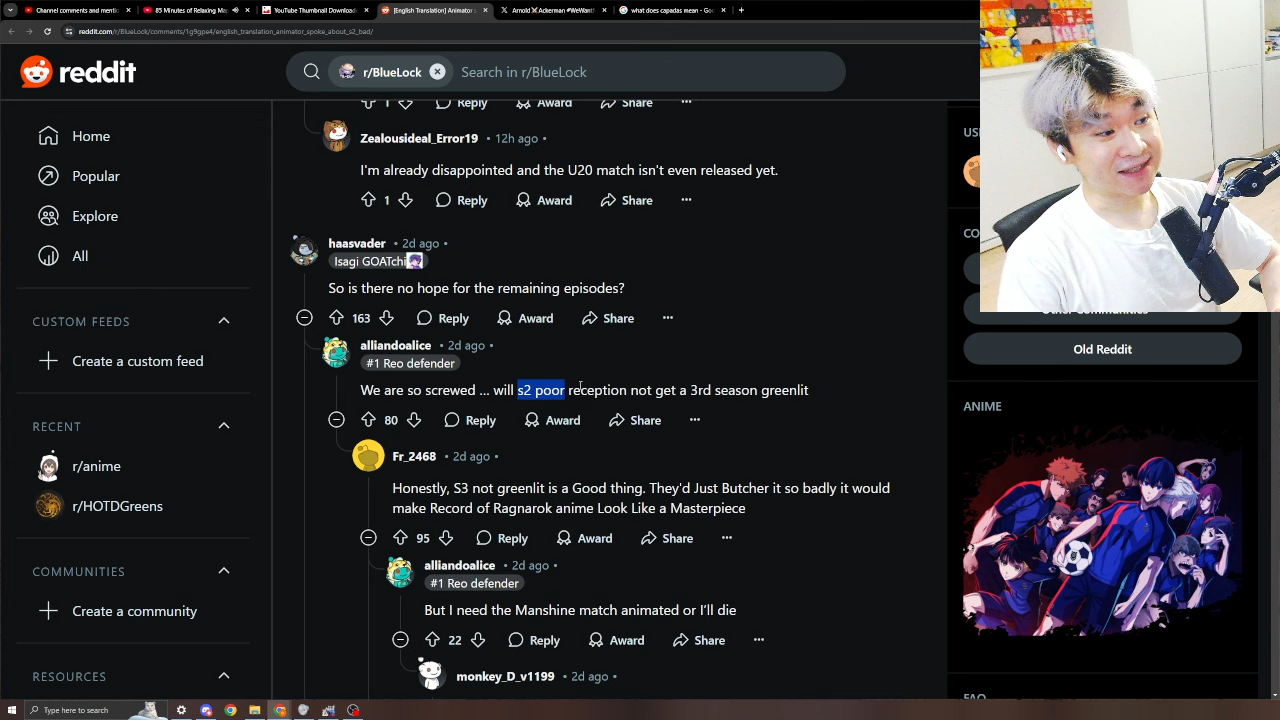 Channel comments and mentic
85 Minutes of Relaxing Ma
YouTube Thumbnail Download
[English Translation] Animator
Arnold Ackerman #WeWant
what does capadas mean - Goo
reddit.com/r/BlueLock/comments/1g9gpe4/english_translation_animator_spoke_about_s2_bad/
reddit
r/BlueLock
Search in r/BlueLock
1
Reply
Award
Share
Home
Popular
Explore
All
CUSTOM FEEDS
Create a custom feed
RECENT
r/anime
r/HOTDGreens
COMMUNITIES
Create a community
RESOURCES
Zealousideal_Error19 • 12h ago •
I'm already disappointed and the U20 match isn't even released yet.
1
Reply
Award
Share
haasvader • 2d ago •
Isagi GOATchi
So is there no hope for the remaining episodes?
163
Reply
Award
Share
alliandoalice • 2d ago •
#1 Reo defender
We are so screwed ... will s2 poor reception not get a 3rd season greenlit
80
Reply
Award
Share
Fr_2468 • 2d ago •
Honestly, S3 not greenlit is a Good thing. They'd Just Butcher it so badly it would
make Record of Ragnarok anime Look Like a Masterpiece
95
Reply
Award
Share
alliandoalice • 2d ago •
#1 Reo defender
But I need the Manshine match animated or I'll die
22
Reply
Award
Share
monkey_D_v1199 • 2d ago •
US
CO
Old Reddit
ANIME
FAQ
Type here to search